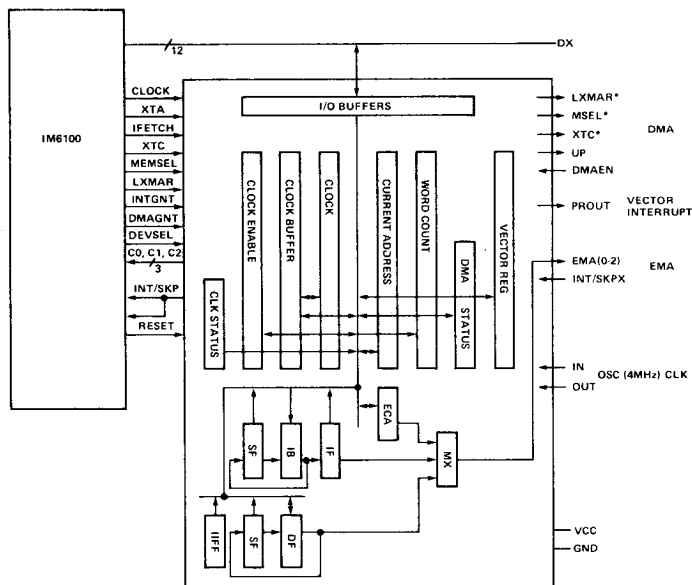 DX
12
IM6100
CLOCK
XTA
IFETCH
XTC
MEMSEL
LXMAR
INTGNT
DMAGNT
DEVSEL
C0, C1, C2
3
INT/SKP
RESET
I/O BUFFERS
CLK STATUS
CLOCK ENABLE
CLOCK BUFFER
CLOCK
CURRENT ADDRESS
WORD COUNT
DMA STATUS
VECTOR REG
LXMAR*
MSEL*
XTC*
UP
DMAEN
DMA
PROUT
VECTOR
INTERRUPT
EMA(0-2)
EMA
INT/SKPX
IN
OUT
OSC (4MHz) CLK
ECA
SF
IB
IF
MX
IIFF
SF
DF
VCC
GND